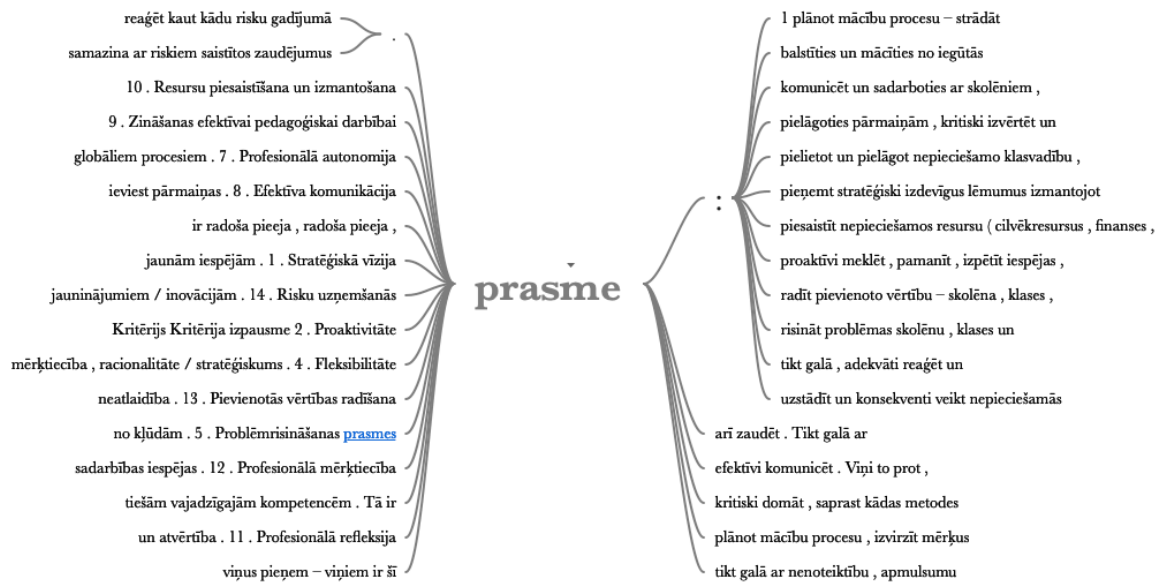 reaģēt kaut kādu risku gadījumā
samazina ar riskiem saistītos zaudējumus
.
10 . Resursu piesaistīšana un izmantošana
9 . Zināšanas efektīvai pedagoģiskai darbībai
globāliem procesiem . 7 . Profesionālā autonomija
ieviest pārmaiņas . 8 . Efektīva komunikācija
ir radoša pieeja , radoša pieeja ,
jaunām iespējām . 1 . Stratēģiskā vīzija
jauninājumiem / inovācijām . 14 . Risku uzņemšanās
Kritērijs Kritērija izpausme 2 . Proaktivitāte
mērķtiecība , racionalitāte / stratēģiskums . 4 . Fleksibilitāte
neatlaidība . 13 . Pievienotās vērtības radīšana
no kļūdām . 5 . Problēmrisināšanas prasmes
sadarbības iespējas . 12 . Profesionālā mērķtiecība
tiešām vajadzīgajām kompetencēm . Tā ir
un atvērtība . 11 . Profesionālā refleksija
viņus pieņem – viņiem ir šī
prasme
:
1 plānot mācību procesu – strādāt
balstīties un mācīties no iegūtās
komunicēt un sadarboties ar skolēniem ,
pielāgoties pārmaiņām , kritiski izvērtēt un
pielietot un pielāgot nepieciešamo klasvadību ,
pieņemt stratēģiski izdevīgus lēmumus izmantojot
piesaistīt nepieciešamos resursu ( cilvēkresursus , finanses ,
proaktīvi meklēt , pamanīt , izpētīt iespējas ,
radīt pievienoto vērtību – skolēna , klases ,
risināt problēmas skolēnu , klases un
tikt galā , adekvāti reaģēt un
uzstādīt un konsekventi veikt nepieciešamās
arī zaudēt . Tikt galā ar
efektīvi komunicēt . Viņi to prot ,
kritiski domāt , saprast kādas metodes
plānot mācību procesu , izvirzīt mērķus
tikt galā ar nenoteiktību , apmulsumu